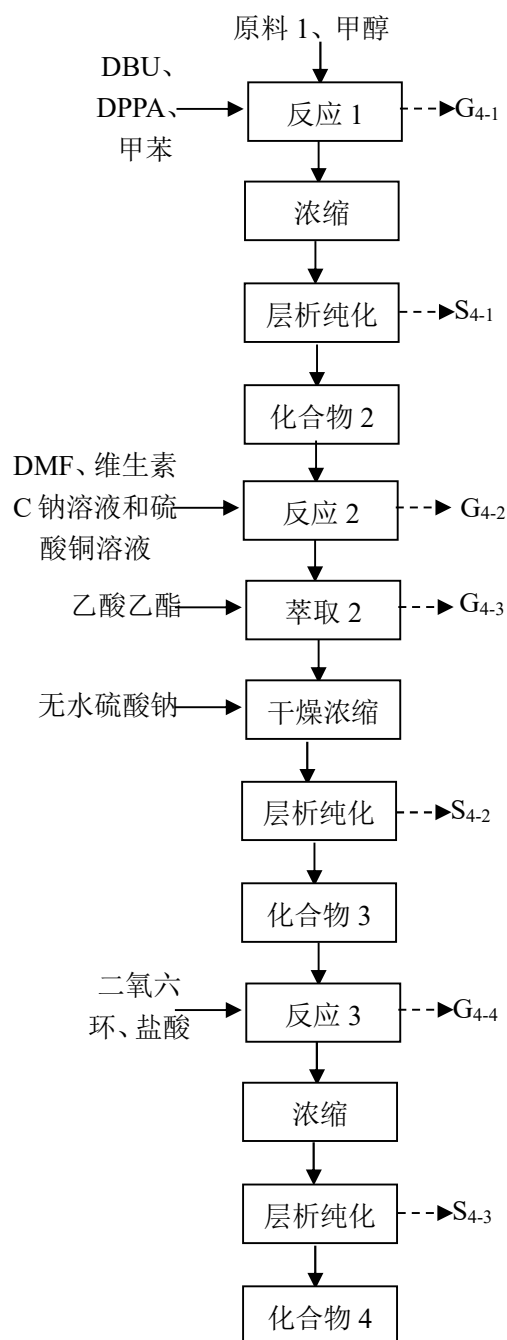 原料 1、甲醇
DBU、
DPPA、
甲苯
反应 1
G4-1
浓缩
层析纯化
S4-1
化合物 2
DMF、维生素
C 钠溶液和硫
酸铜溶液
反应 2
G4-2
乙酸乙酯
萃取 2
G4-3
无水硫酸钠
干燥浓缩
层析纯化
S4-2
化合物 3
二氧六
环、盐酸
反应 3
G4-4
浓缩
层析纯化
S4-3
化合物 4